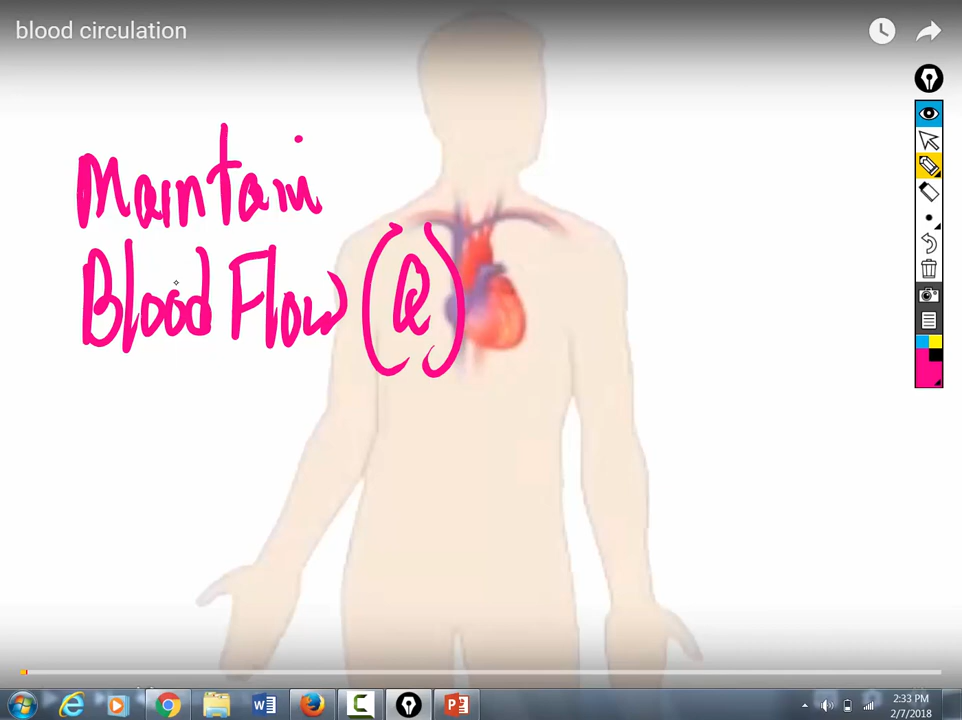 blood circulation
Maintain
Blood Flow (Q)
2:33 PM
2/7/2018